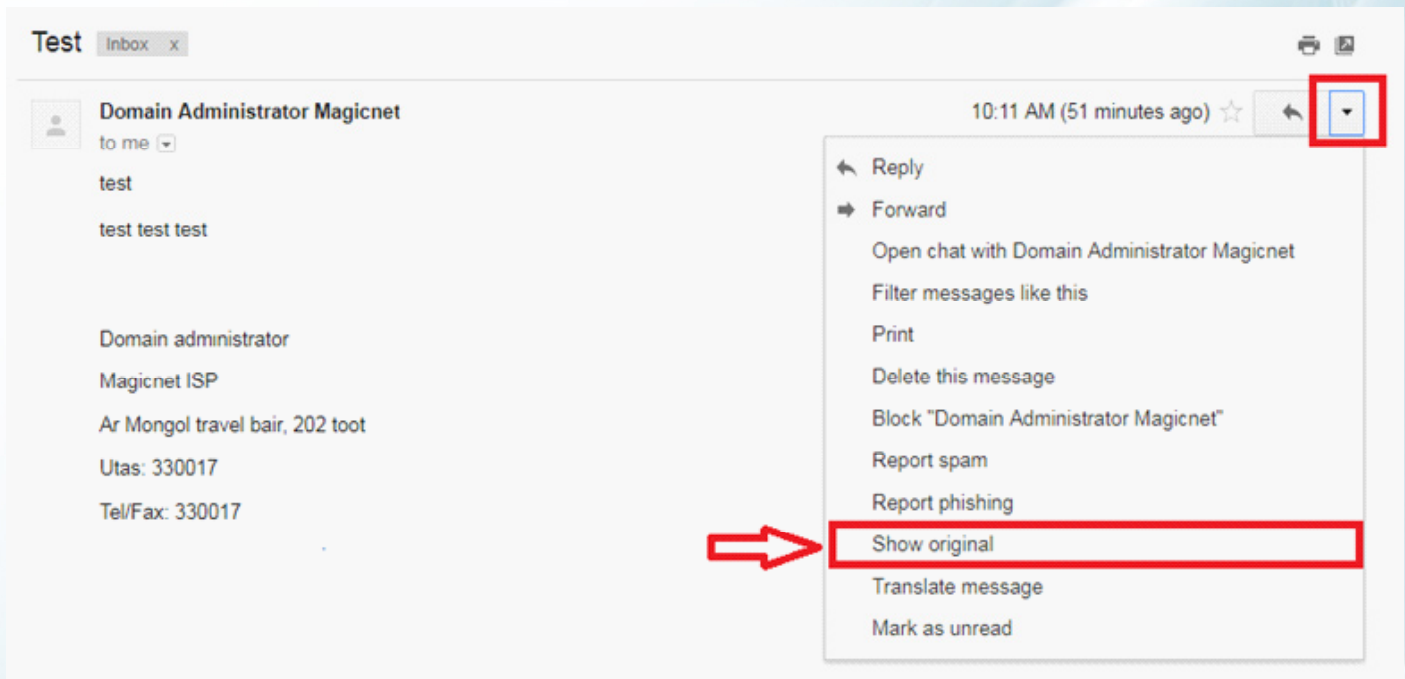 Test Inbox x
Domain Administrator Magicnet 10:11 AM (51 minutes ago)
to me
test
test test test
Domain administrator
Magicnet ISP
Ar Mongol travel bair, 202 toot
Utas: 330017
Tel/Fax: 330017
Reply
Forward
Open chat with Domain Administrator Magicnet
Filter messages like this
Print
Delete this message
Block "Domain Administrator Magicnet"
Report spam
Report phishing
Show original
Translate message
Mark as unread